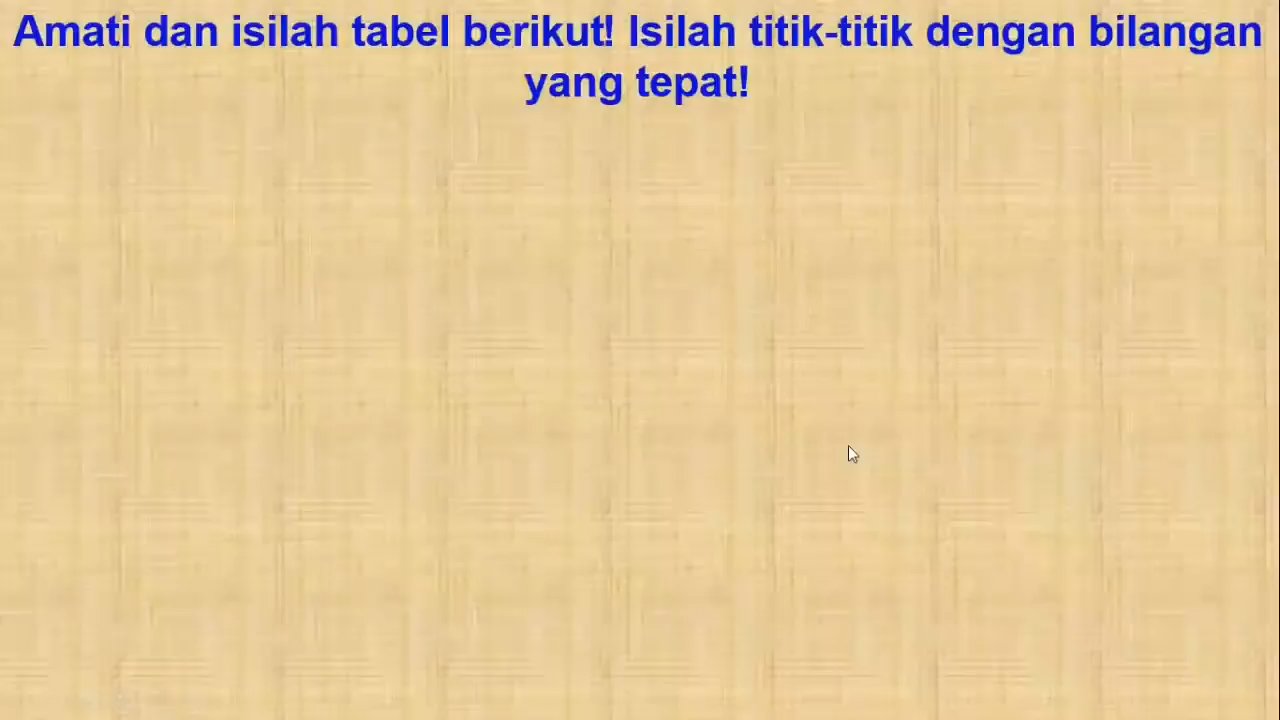 Amati dan isilah tabel berikut! Isilah titik-titik dengan bilangan
yang tepat!